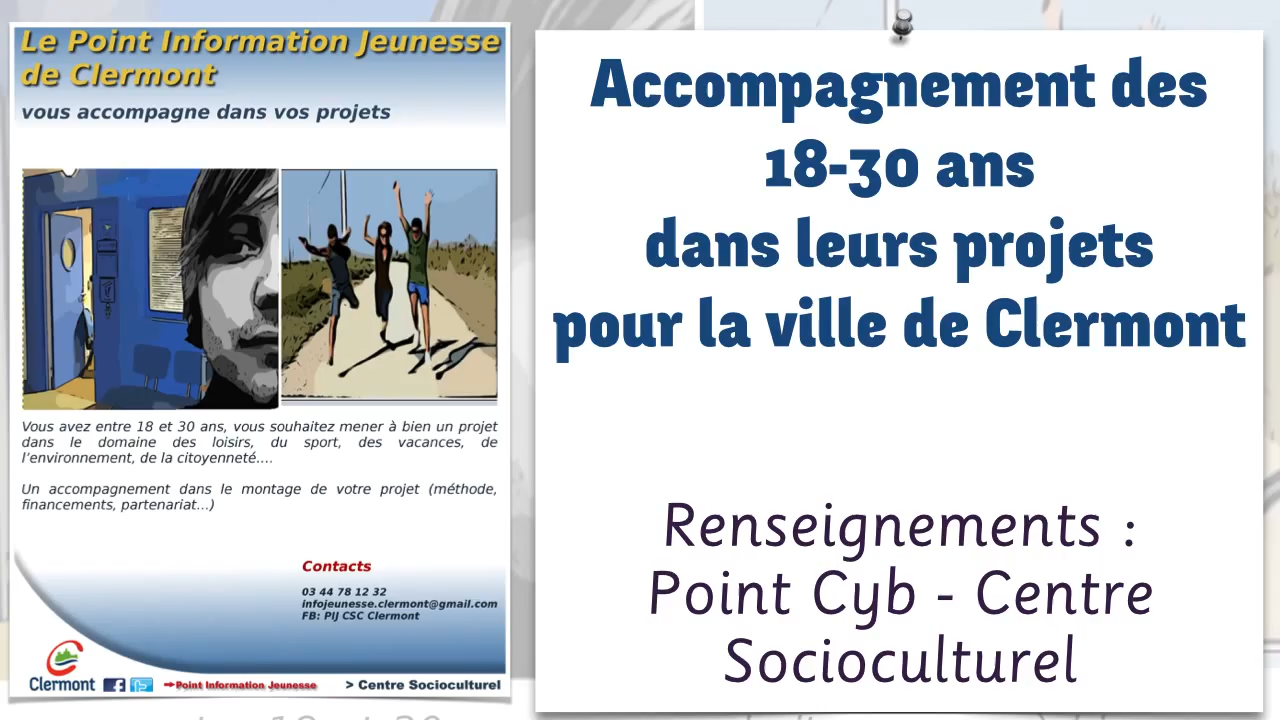 Le Point Information Jeunesse
de Clermont
vous accompagne dans vos projets
Vous avez entre 18 et 30 ans, vous souhaitez mener à bien un projet
dans le domaine des loisirs, du sport, des vacances, de
l'environnement, de la citoyenneté....
Un accompagnement dans le montage de votre projet (méthode,
financements, partenariat...)
Contacts
03 44 78 12 32
infojeunesse.clermont@gmail.com
FB: PIJ CSC Clermont
Clermont
Point Information Jeunesse
> Centre Socioculturel
Accompagnement des
18-30 ans
dans leurs projets
pour la ville de Clermont
Renseignements :
Point Cyb - Centre
Socioculturel